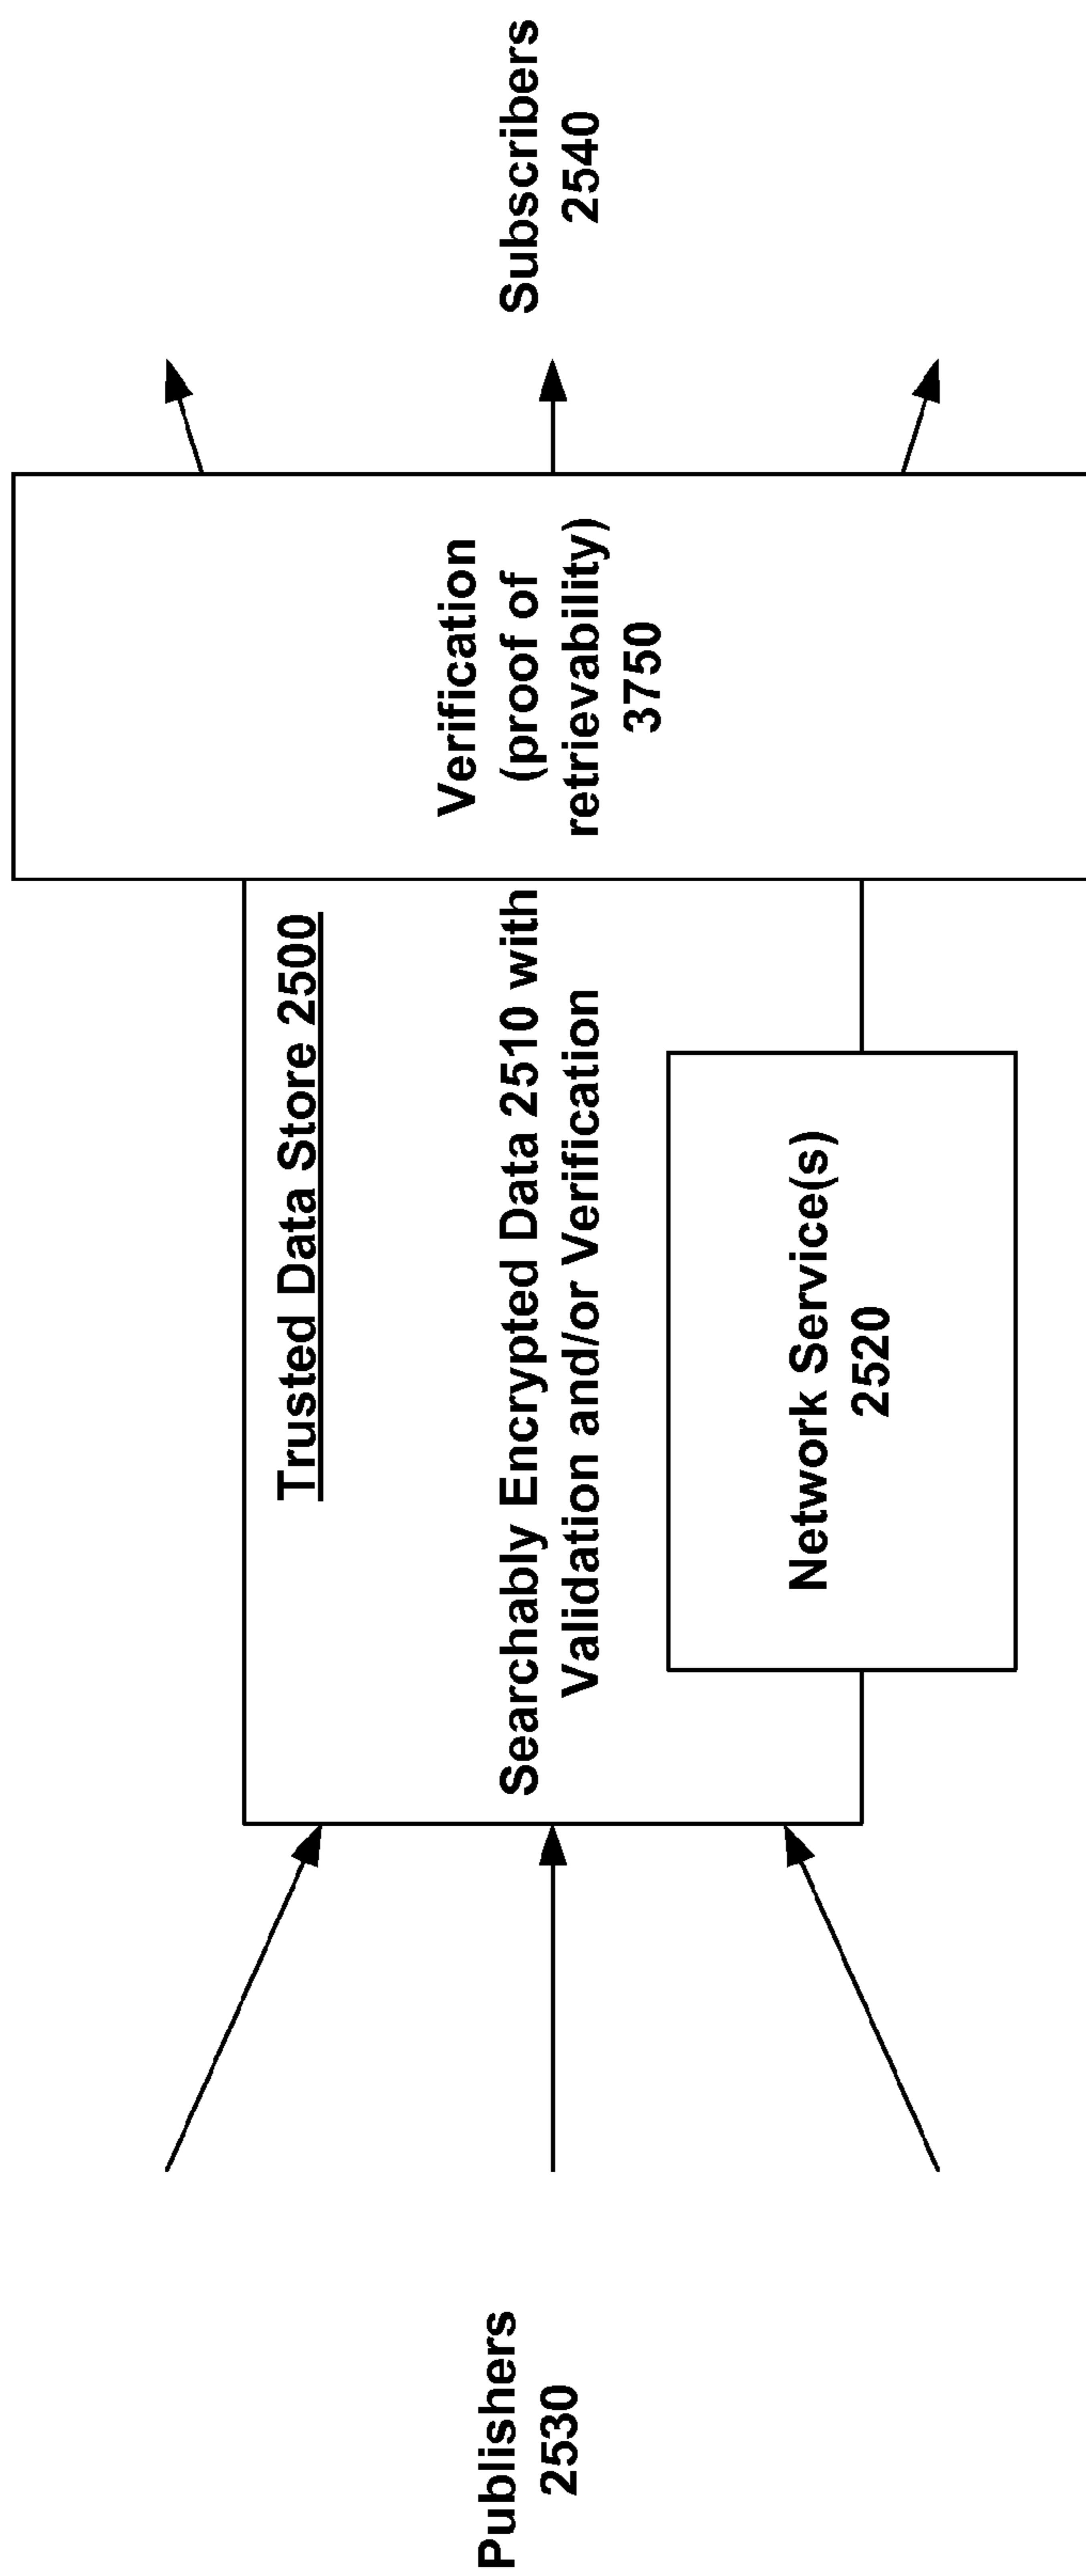 Publishers
2530
Trusted Data Store 2500
Searchably Encrypted Data 2510 with
Validation and/or Verification
Network Service(s)
2520
Verification
(proof of
retrievability)
3750
Subscribers
2540